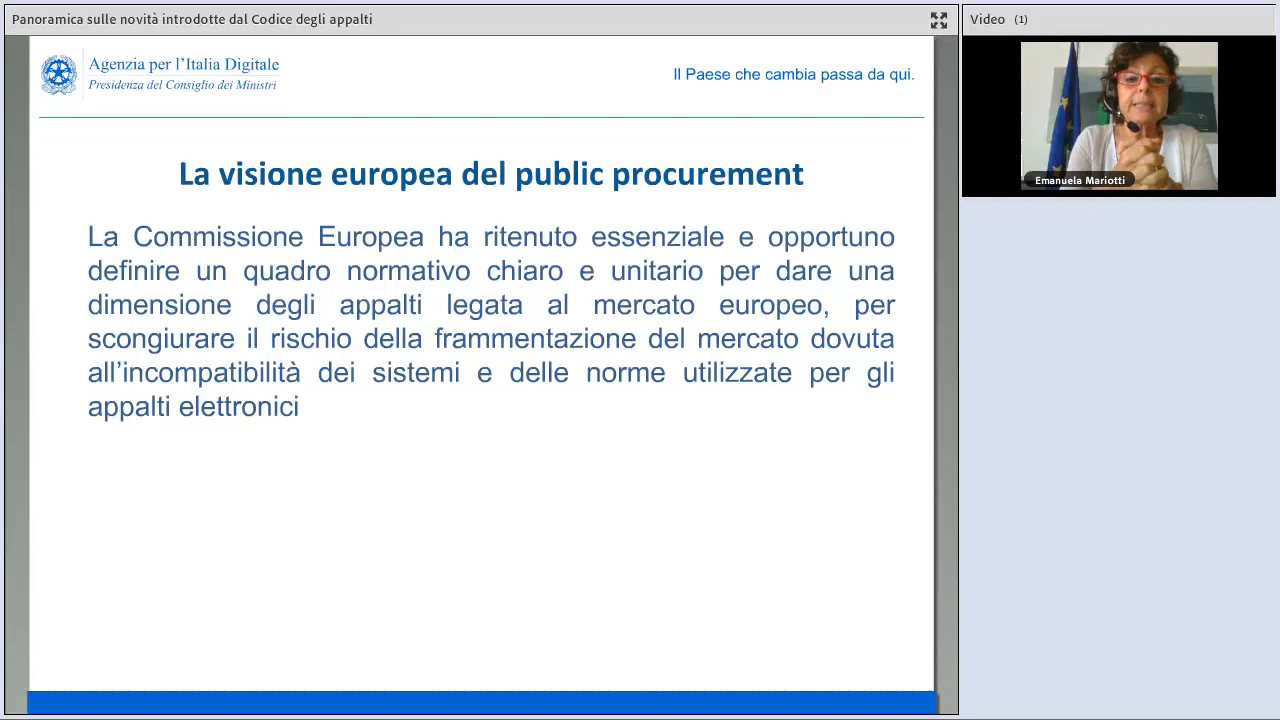 Panoramica sulle novità introdotte dal Codice degli appalti
Video (1)
Agenzia per l'Italia Digitale
Presidenza del Consiglio dei Ministri
Il Paese che cambia passa da qui.
La visione europea del public procurement
La Commissione Europea ha ritenuto essenziale e opportuno
definire un quadro normativo chiaro e unitario per dare una
dimensione degli appalti legata al mercato europeo, per
scongiurare il rischio della frammentazione del mercato dovuta
all’incompatibilità dei sistemi e delle norme utilizzate per gli
appalti elettronici
Emanuela Mariotti